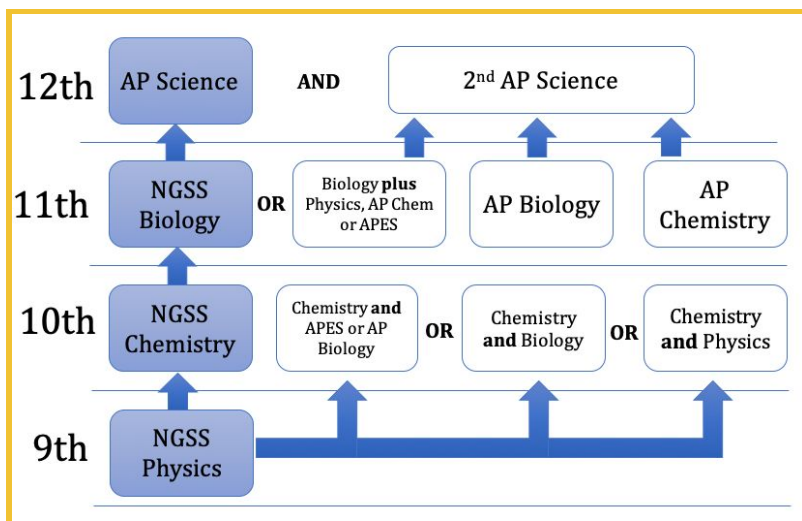 12th
AP Science
AND
2nd AP Science
11th
NGSS
Biology
OR
Biology plus
Physics, AP Chem
or APES
AP Biology
AP
Chemistry
10th
NGSS
Chemistry
Chemistry and
APES or AP
Biology
OR
Chemistry
and Biology
OR
Chemistry
and Physics
9th
NGSS
Physics